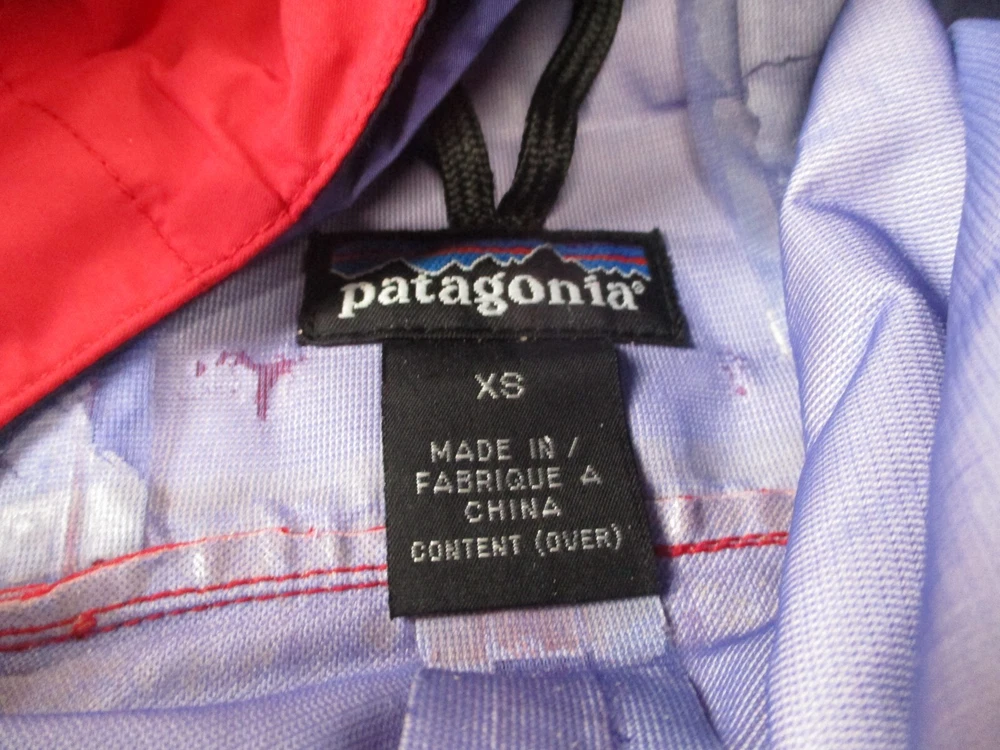 patagonia®
XS
MADE IN /
FABRIQUE A
CHINA
CONTENT (OVER)